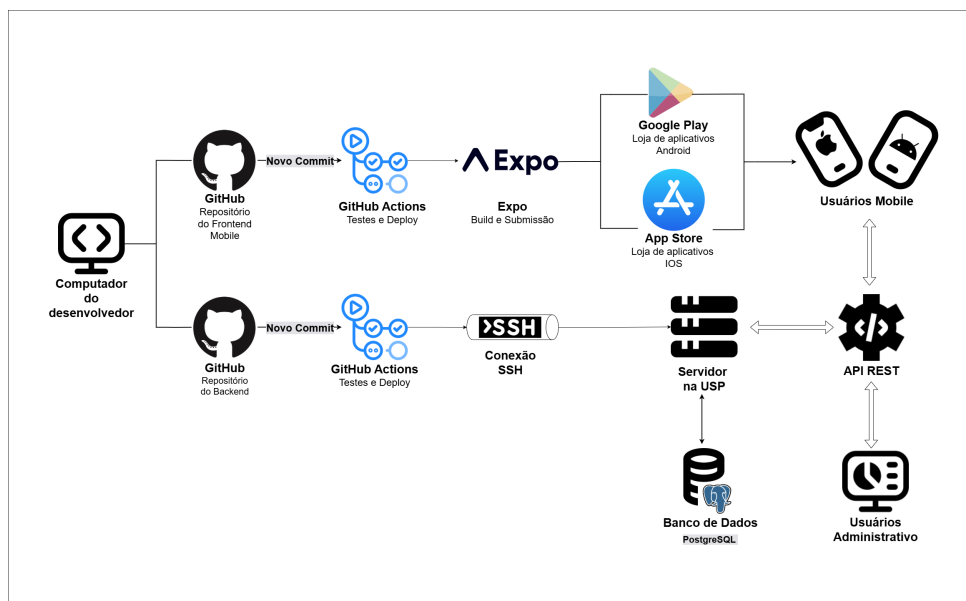 Google Play
Loja de aplicativos
Android
Novo Commit
Expo
GitHub
Repositório
do Frontend
Mobile
GitHub Actions
Testes e Deploy
Expo
Build e Submissão
App Store
Loja de aplicativos
IOS
Usuários Mobile
Computador
do
desenvolvedor
Novo Commit
SSH
GitHub
Repositório
do Backend
GitHub Actions
Testes e Deploy
Conexão
SSH
Servidor
na USP
API REST
Banco de Dados
PostgreSQL
Usuários
Administrativo